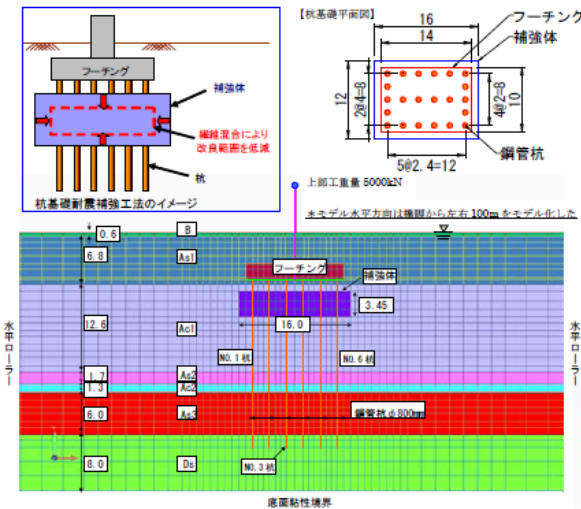 フーチング
補強体
繊維混合により
改良範囲を低減
杭
杭基礎耐震補強工法のイメージ
【杭基礎平面図】
16
14
フーチング
補強体
12
2@4=8
4@2=8
10
5@2.4=12
鋼管杭
上部工重量 5000kN
※モデル水平方向は橋脚から左右 100m をモデル化した
0.6
B
6.8
As1
フーチング
補強体
3.45
16.0
12.6
Ac1
NO.1 杭
NO.6 杭
1.7
As2
1.3
Ac2
6.0
As3
鋼管杭φ800mm
8.0
Ds
NO.3 杭
水平ローラー
水平ローラー
底面粘性境界